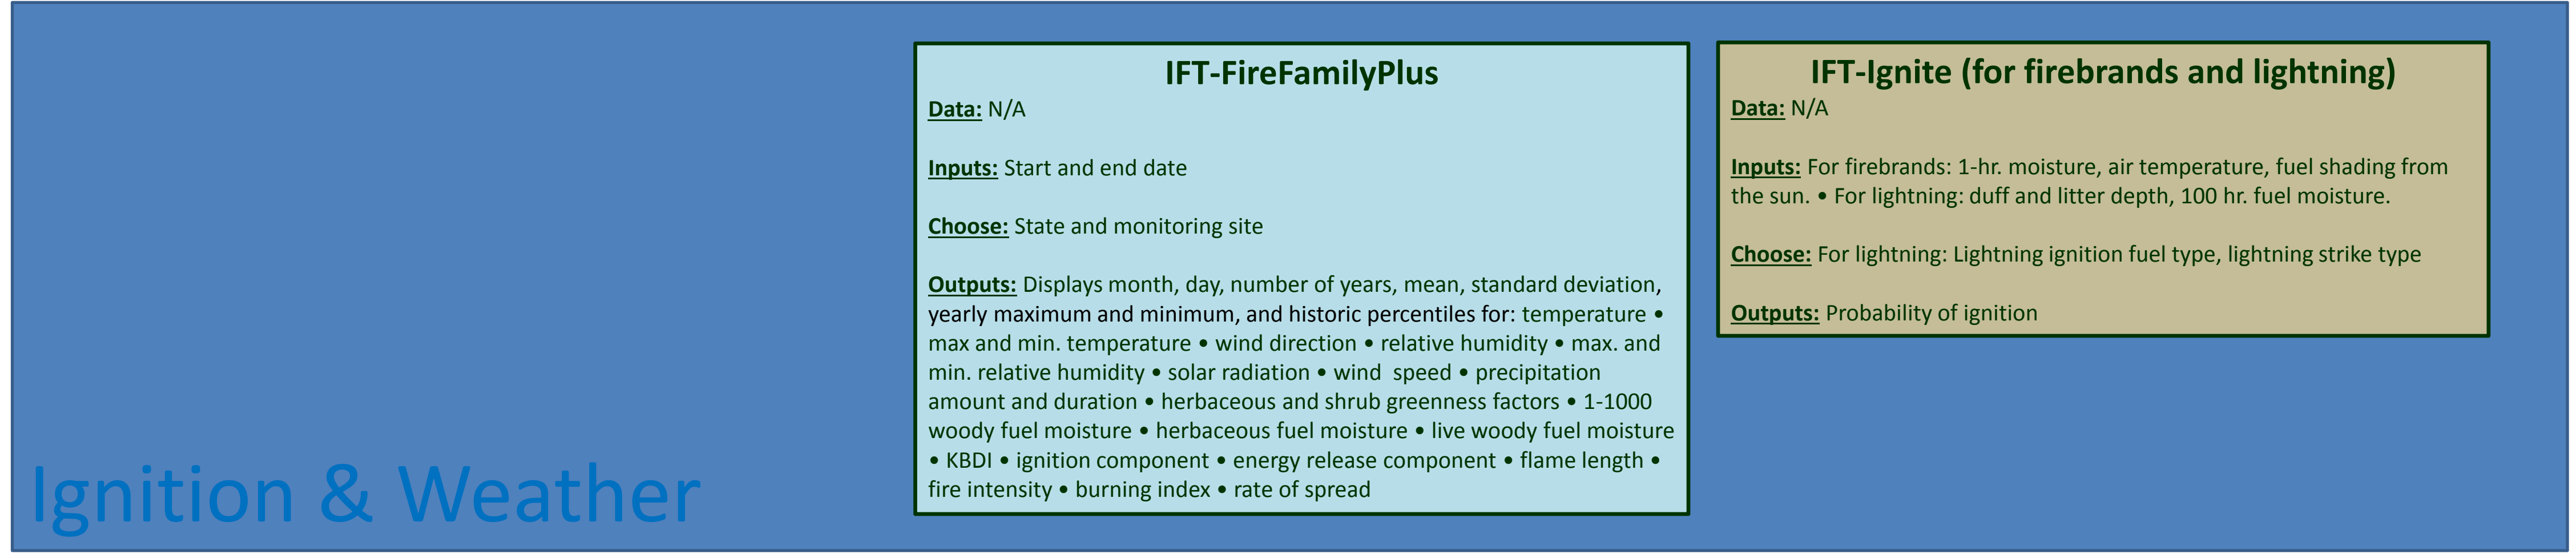 IFT-FireFamilyPlus
Data: N/A
Inputs: Start and end date
Choose: State and monitoring site
Outputs: Displays month, day, number of years, mean, standard deviation,
yearly maximum and minimum, and historic percentiles for: temperature •
max and min. temperature • wind direction • relative humidity • max. and
min. relative humidity • solar radiation • wind  speed • precipitation
amount and duration • herbaceous and shrub greenness factors • 1-1000
woody fuel moisture • herbaceous fuel moisture • live woody fuel moisture
• KBDI • ignition component • energy release component • flame length •
fire intensity • burning index • rate of spread
IFT-Ignite (for firebrands and lightning)
Data: N/A
Inputs: For firebrands: 1-hr. moisture, air temperature, fuel shading from
the sun. • For lightning: duff and litter depth, 100 hr. fuel moisture.
Choose: For lightning: Lightning ignition fuel type, lightning strike type
Outputs: Probability of ignition
Ignition & Weather